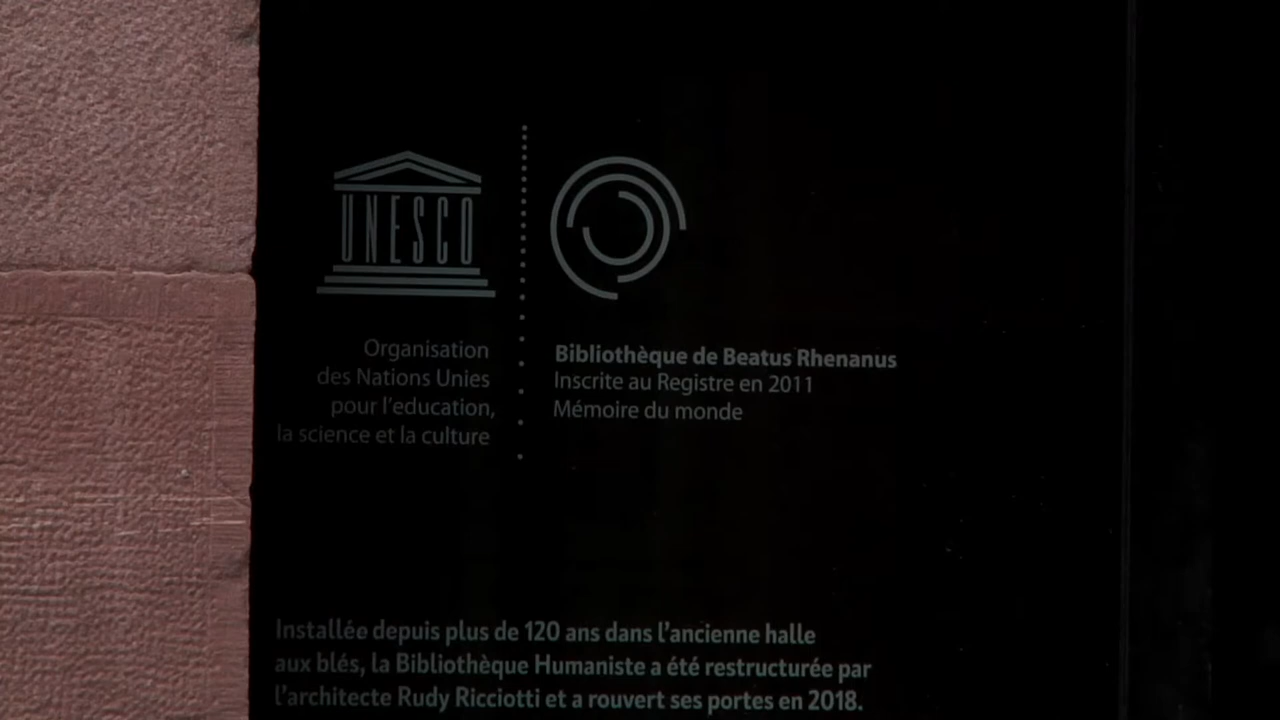 UNESCO
Organisation
des Nations Unies
pour l'education,
la science et la culture
Bibliothèque de Beatus Rhenanus
Inscrite au Registre en 2011
Mémoire du monde
Installée depuis plus de 120 ans dans l'ancienne halle
aux blés, la Bibliothèque Humaniste a été restructurée par
l'architecte Rudy Ricciotti et a rouvert ses portes en 2018.